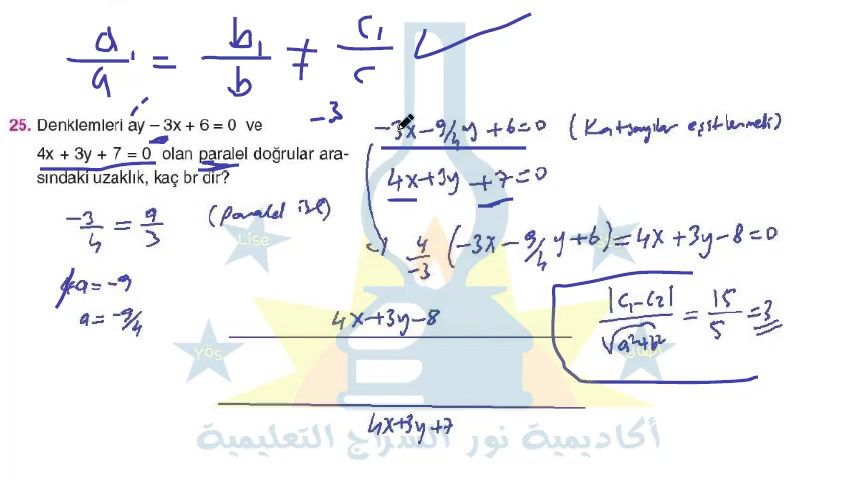 a₁/a = b₁/b ≠ c₁/c
25. Denklemleri ay – 3x + 6 = 0 ve
4x + 3y + 7 = 0 olan paralel doğrular ara-
sındaki uzaklık, kaç br dir?
-3
-3x - 9/4 y + 6 = 0 (Katsayılar eşitlenmeli)
4x + 3y + 7 = 0
-3/4 = a/3 (paralel ise)
4a = -9
a = -9/4
4/-3 (-3x - 9/4 y + 6) = 4x + 3y - 8 = 0
|c₁ - c₂| / √a² + b² = 15/5 = 3
4x + 3y - 8
4x + 3y + 7
Lise
Yös
أكاديمية نور السراج التعليمية